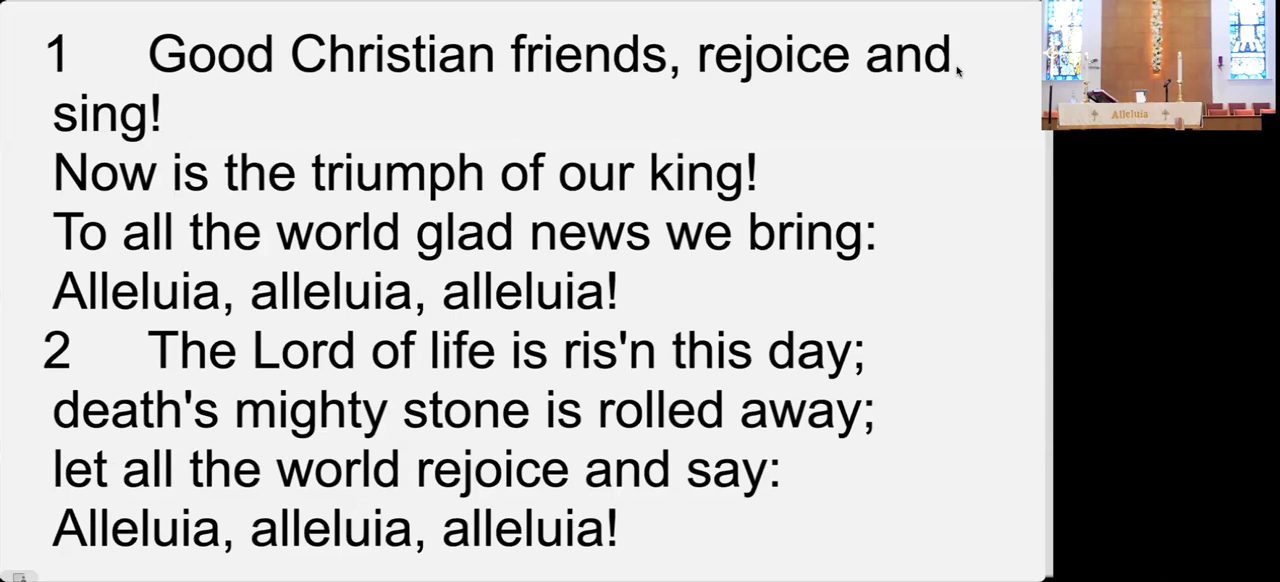 1 Good Christian friends, rejoice and
sing!
Now is the triumph of our king!
To all the world glad news we bring:
Alleluia, alleluia, alleluia!
2 The Lord of life is ris'n this day;
death's mighty stone is rolled away;
let all the world rejoice and say:
Alleluia, alleluia, alleluia!
Alleluia